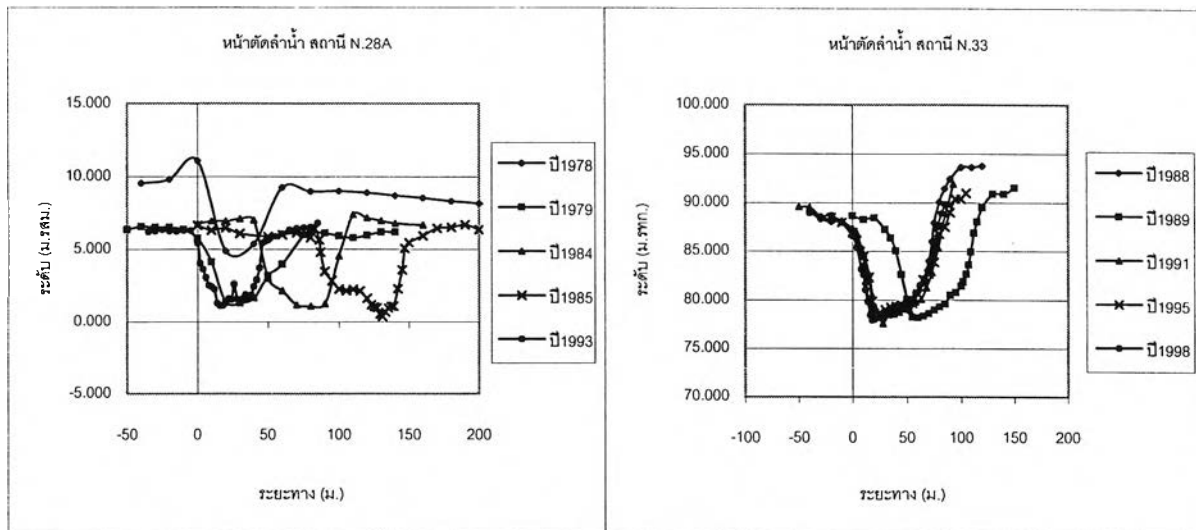 หน้าตัดลำน้ำ สถานี N.28A
15.000
10.000
5.000
0.000
-5.000
-50 0 50 100 150 200
ระดับ (ม.รสม.)
ระยะทาง (ม.)
ปี1978
ปี1979
ปี1984
ปี1985
ปี1993
หน้าตัดลำน้ำ สถานี N.33
100.000
95.000
90.000
85.000
80.000
75.000
70.000
-100 -50 0 50 100 150 200
ระดับ (ม.รทก.)
ระยะทาง (ม.)
ปี1988
ปี1989
ปี1991
ปี1995
ปี1998